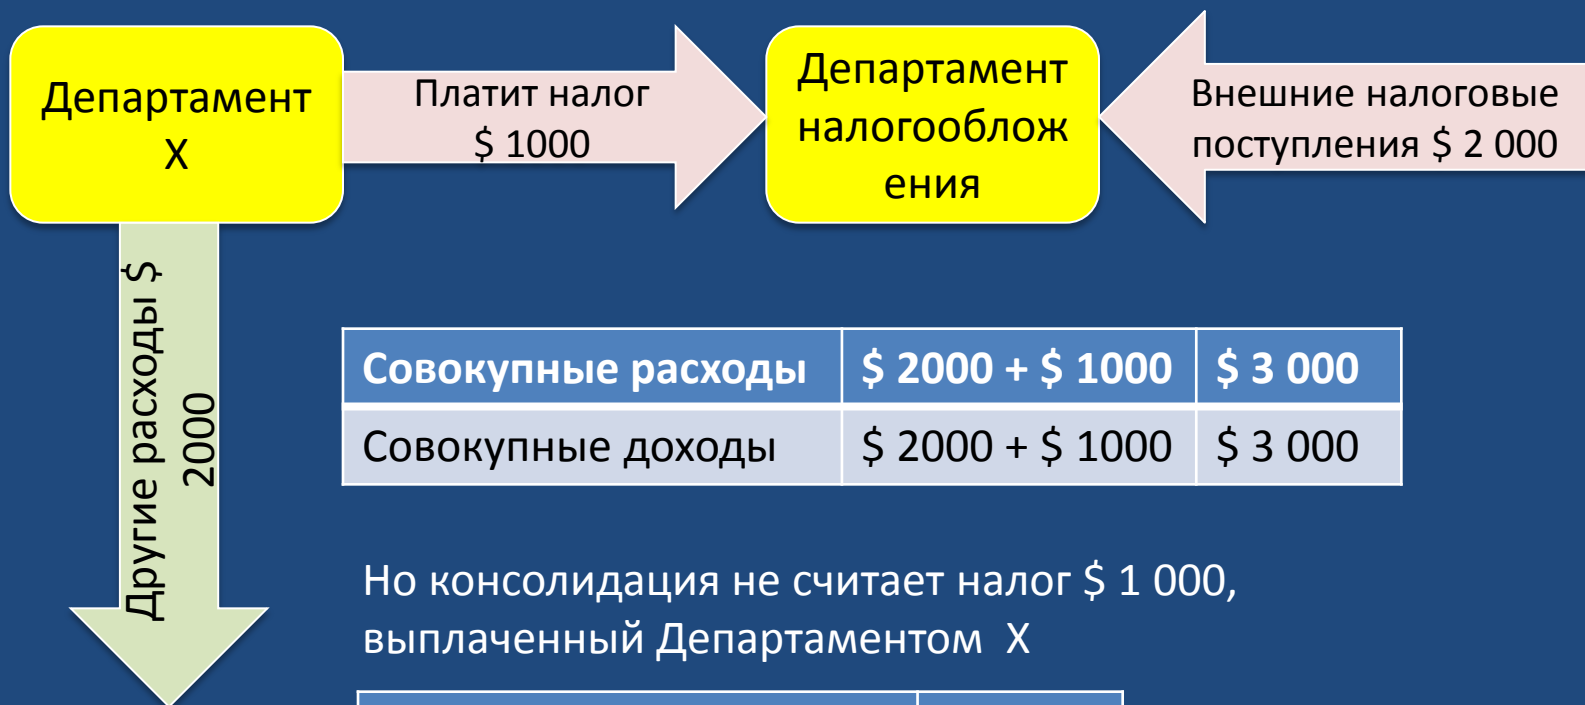 Департамент
X
Платит налог
$ 1000
Департамент
налогооблож
ения
Внешние налоговые
поступления $ 2 000
Другие расходы $
2000
Совокупные расходы $ 2000 + $ 1000 $ 3 000
Совокупные доходы $ 2000 + $ 1000 $ 3 000
Но консолидация не считает налог $ 1 000,
выплаченный Департаментом X